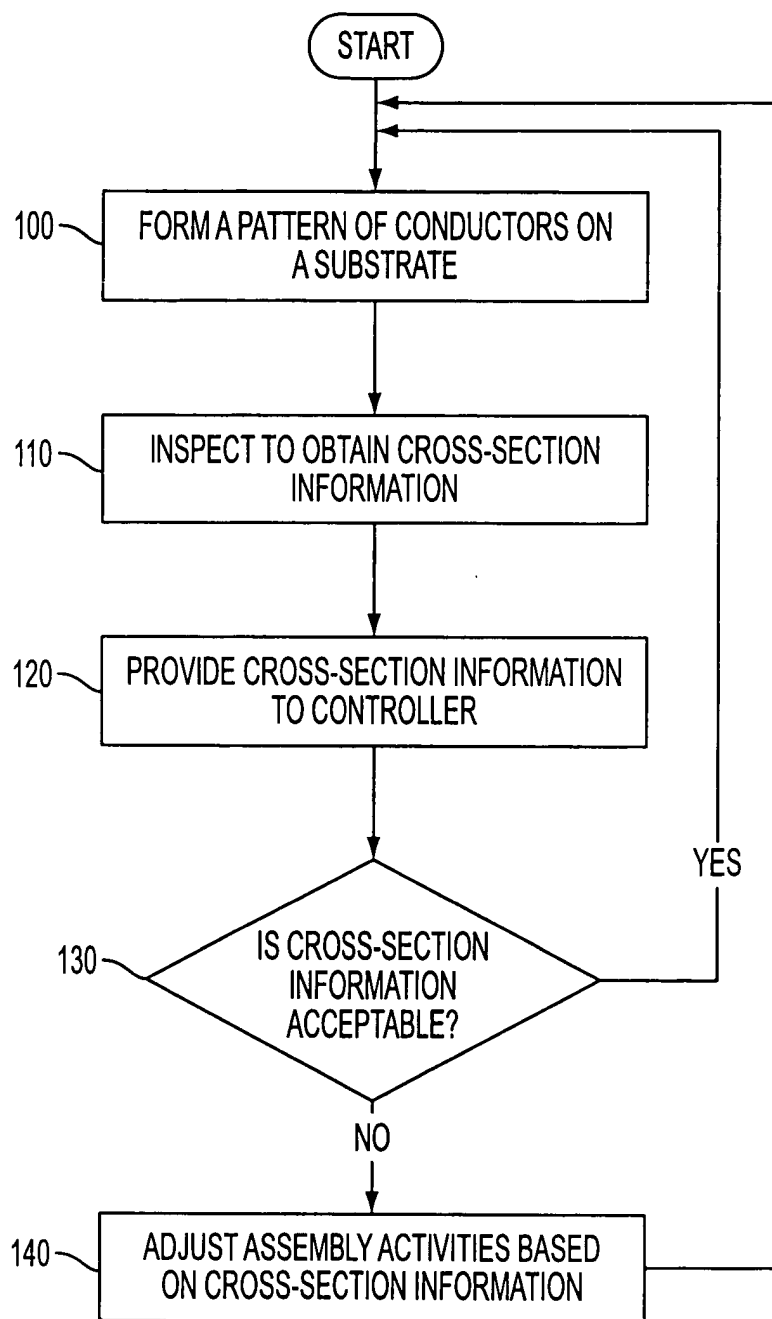 START
100
FORM A PATTERN OF CONDUCTORS ON
A SUBSTRATE
110
INSPECT TO OBTAIN CROSS-SECTION
INFORMATION
120
PROVIDE CROSS-SECTION INFORMATION
TO CONTROLLER
130
IS CROSS-SECTION
INFORMATION
ACCEPTABLE?
YES
NO
140
ADJUST ASSEMBLY ACTIVITIES BASED
ON CROSS-SECTION INFORMATION